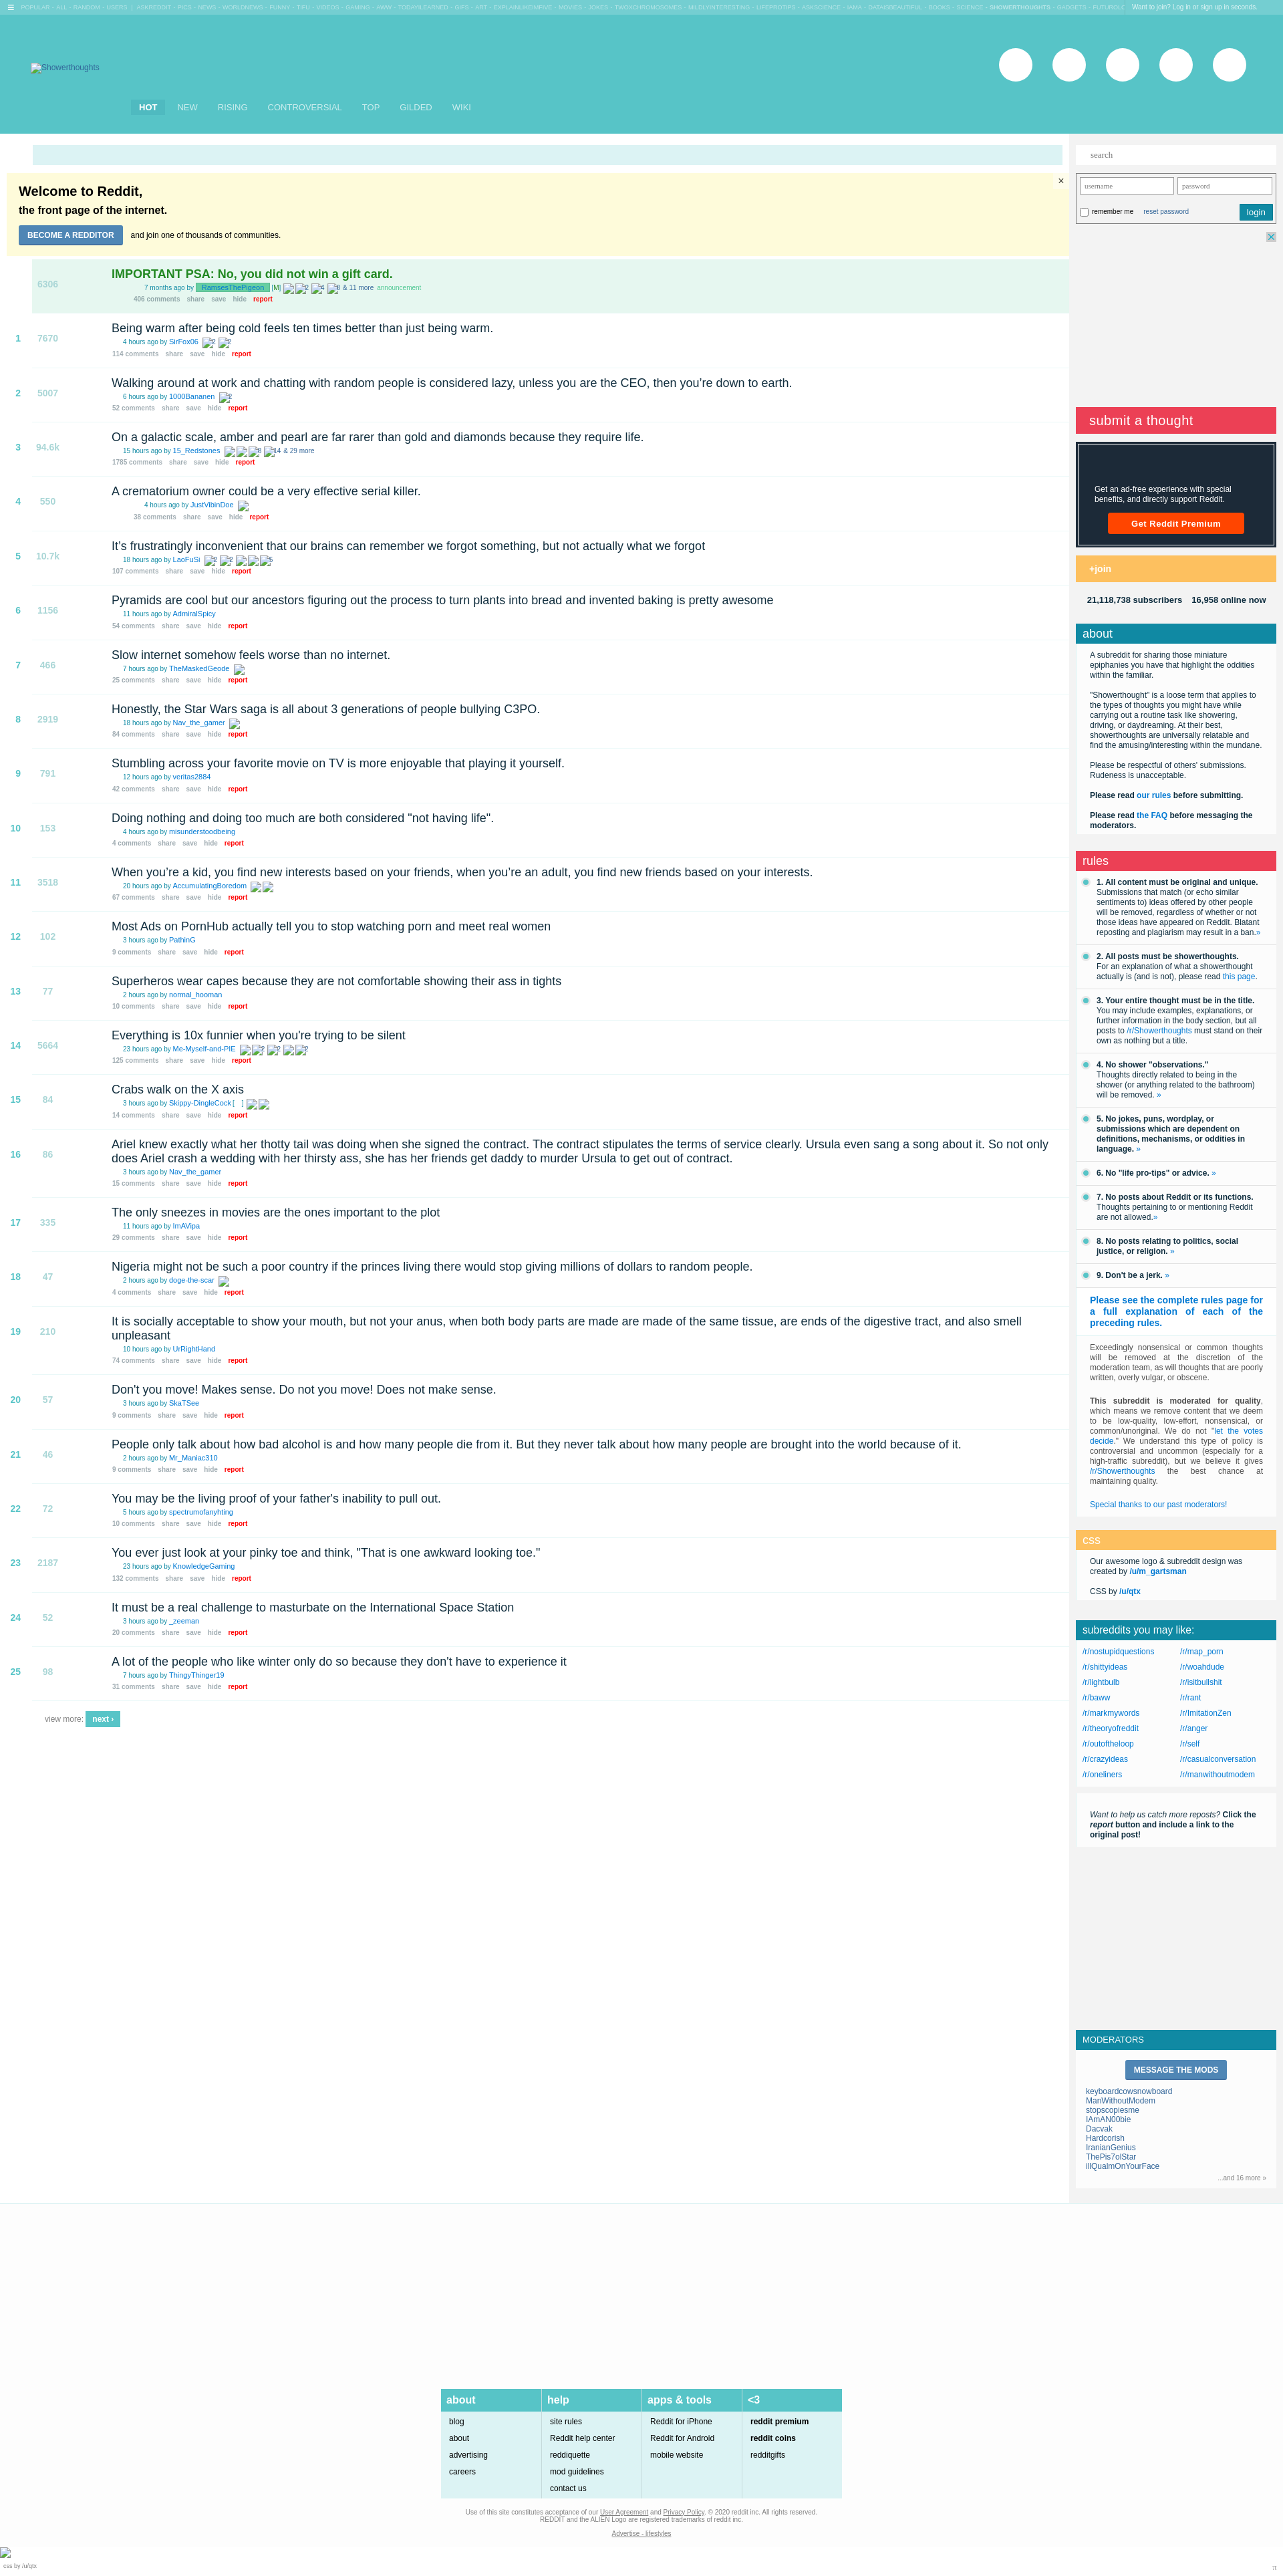 ≡ POPULAR - ALL - RANDOM - USERS | ASKREDDIT - PICS - NEWS - WORLDNEWS - FUNNY - TIFU - VIDEOS - GAMING - AWW - TODAYILEARNED - GIFS - ART - EXPLAINLIKEIMFIVE - MOVIES - JOKES - TWOXCHROMOSOMES - MILDLYINTERESTING - LIFEPROTIPS - ASKSCIENCE - IAMA - DATAISBEAUTIFUL - BOOKS - SCIENCE - SHOWERTHOUGHTS - GADGETS - FUTUROL
Want to join? Log in or sign up in seconds.
Showerthoughts
HOT NEW RISING CONTROVERSIAL TOP GILDED WIKI
Welcome to Reddit,
the front page of the internet.
BECOME A REDDITOR and join one of thousands of communities.
×
6306
IMPORTANT PSA: No, you did not win a gift card.
7 months ago by RamsesThePigeon [M] 2 4 8 & 11 more announcement
406 comments share save hide report
1 7670
Being warm after being cold feels ten times better than just being warm.
4 hours ago by SirFox06 2 2
114 comments share save hide report
2 5007
Walking around at work and chatting with random people is considered lazy, unless you are the CEO, then you’re down to earth.
6 hours ago by 1000Bananen 2
52 comments share save hide report
3 94.6k
On a galactic scale, amber and pearl are far rarer than gold and diamonds because they require life.
15 hours ago by 15_Redstones 8 14 & 29 more
1785 comments share save hide report
4 550
A crematorium owner could be a very effective serial killer.
4 hours ago by JustVibinDoe
38 comments share save hide report
5 10.7k
It’s frustratingly inconvenient that our brains can remember we forgot something, but not actually what we forgot
18 hours ago by LaoFuSi 2 2 5
107 comments share save hide report
6 1156
Pyramids are cool but our ancestors figuring out the process to turn plants into bread and invented baking is pretty awesome
11 hours ago by AdmiralSpicy
54 comments share save hide report
7 466
Slow internet somehow feels worse than no internet.
7 hours ago by TheMaskedGeode
25 comments share save hide report
8 2919
Honestly, the Star Wars saga is all about 3 generations of people bullying C3PO.
18 hours ago by Nav_the_gamer
84 comments share save hide report
9 791
Stumbling across your favorite movie on TV is more enjoyable that playing it yourself.
12 hours ago by veritas2884
42 comments share save hide report
10 153
Doing nothing and doing too much are both considered "not having life".
4 hours ago by misunderstoodbeing
4 comments share save hide report
11 3518
When you’re a kid, you find new interests based on your friends, when you’re an adult, you find new friends based on your interests.
20 hours ago by AccumulatingBoredom
67 comments share save hide report
12 102
Most Ads on PornHub actually tell you to stop watching porn and meet real women
3 hours ago by PathinG
9 comments share save hide report
13 77
Superheros wear capes because they are not comfortable showing their ass in tights
2 hours ago by normal_hooman
10 comments share save hide report
14 5664
Everything is 10x funnier when you're trying to be silent
23 hours ago by Me-Myself-and-PIE 2 2 2
125 comments share save hide report
15 84
Crabs walk on the X axis
3 hours ago by Skippy-DingleCock [ ]
14 comments share save hide report
16 86
Ariel knew exactly what her thotty tail was doing when she signed the contract. The contract stipulates the terms of service clearly. Ursula even sang a song about it. So not only
does Ariel crash a wedding with her thirsty ass, she has her friends get daddy to murder Ursula to get out of contract.
3 hours ago by Nav_the_gamer
15 comments share save hide report
17 335
The only sneezes in movies are the ones important to the plot
11 hours ago by ImAVipa
29 comments share save hide report
18 47
Nigeria might not be such a poor country if the princes living there would stop giving millions of dollars to random people.
2 hours ago by doge-the-scar
4 comments share save hide report
19 210
It is socially acceptable to show your mouth, but not your anus, when both body parts are made are made of the same tissue, are ends of the digestive tract, and also smell
unpleasant
10 hours ago by UrRightHand
74 comments share save hide report
20 57
Don't you move! Makes sense. Do not you move! Does not make sense.
3 hours ago by SkaTSee
9 comments share save hide report
21 46
People only talk about how bad alcohol is and how many people die from it. But they never talk about how many people are brought into the world because of it.
2 hours ago by Mr_Maniac310
9 comments share save hide report
22 72
You may be the living proof of your father's inability to pull out.
5 hours ago by spectrumofanyhting
10 comments share save hide report
23 2187
You ever just look at your pinky toe and think, "That is one awkward looking toe."
23 hours ago by KnowledgeGaming
132 comments share save hide report
24 52
It must be a real challenge to masturbate on the International Space Station
3 hours ago by _zeeman
20 comments share save hide report
25 98
A lot of the people who like winter only do so because they don't have to experience it
7 hours ago by ThingyThinger19
31 comments share save hide report
view more: next ›
search
username password
remember me reset password login
submit a thought
Get an ad-free experience with special
benefits, and directly support Reddit.
Get Reddit Premium
+join
21,118,738 subscribers 16,958 online now
about
A subreddit for sharing those miniature
epiphanies you have that highlight the oddities
within the familiar.
"Showerthought" is a loose term that applies to
the types of thoughts you might have while
carrying out a routine task like showering,
driving, or daydreaming. At their best,
showerthoughts are universally relatable and
find the amusing/interesting within the mundane.
Please be respectful of others' submissions.
Rudeness is unacceptable.
Please read our rules before submitting.
Please read the FAQ before messaging the
moderators.
rules
1. All content must be original and unique.
Submissions that match (or echo similar
sentiments to) ideas offered by other people
will be removed, regardless of whether or not
those ideas have appeared on Reddit. Blatant
reposting and plagiarism may result in a ban.»
2. All posts must be showerthoughts.
For an explanation of what a showerthought
actually is (and is not), please read this page.
3. Your entire thought must be in the title.
You may include examples, explanations, or
further information in the body section, but all
posts to /r/Showerthoughts must stand on their
own as nothing but a title.
4. No shower "observations."
Thoughts directly related to being in the
shower (or anything related to the bathroom)
will be removed. »
5. No jokes, puns, wordplay, or
submissions which are dependent on
definitions, mechanisms, or oddities in
language. »
6. No "life pro-tips" or advice. »
7. No posts about Reddit or its functions.
Thoughts pertaining to or mentioning Reddit
are not allowed.»
8. No posts relating to politics, social
justice, or religion. »
9. Don't be a jerk. »
Please see the complete rules page for
a full explanation of each of the
preceding rules.
Exceedingly nonsensical or common thoughts
will be removed at the discretion of the
moderation team, as will thoughts that are poorly
written, overly vulgar, or obscene.
This subreddit is moderated for quality,
which means we remove content that we deem
to be low-quality, low-effort, nonsensical, or
common/unoriginal. We do not "let the votes
decide." We understand this type of policy is
controversial and uncommon (especially for a
high-traffic subreddit), but we believe it gives
/r/Showerthoughts the best chance at
maintaining quality.
Special thanks to our past moderators!
CSS
Our awesome logo & subreddit design was
created by /u/m_gartsman
CSS by /u/qtx
subreddits you may like:
/r/nostupidquestions /r/map_porn
/r/shittyideas /r/woahdude
/r/lightbulb /r/isitbullshit
/r/baww /r/rant
/r/markmywords /r/ImitationZen
/r/theoryofreddit /r/anger
/r/outoftheloop /r/self
/r/crazyideas /r/casualconversation
/r/oneliners /r/manwithoutmodem
Want to help us catch more reposts? Click the
report button and include a link to the
original post!
MODERATORS
MESSAGE THE MODS
keyboardcowsnowboard
ManWithoutModem
stopscopiesme
IAmAN00bie
Dacvak
Hardcorish
IranianGenius
ThePis7olStar
illQualmOnYourFace
...and 16 more »
about help apps & tools <3
blog site rules Reddit for iPhone reddit premium
about Reddit help center Reddit for Android reddit coins
advertising reddiquette mobile website redditgifts
careers mod guidelines
contact us
Use of this site constitutes acceptance of our User Agreement and Privacy Policy. © 2020 reddit inc. All rights reserved.
REDDIT and the ALIEN Logo are registered trademarks of reddit inc.
Advertise - lifestyles
css by /u/qtx
π